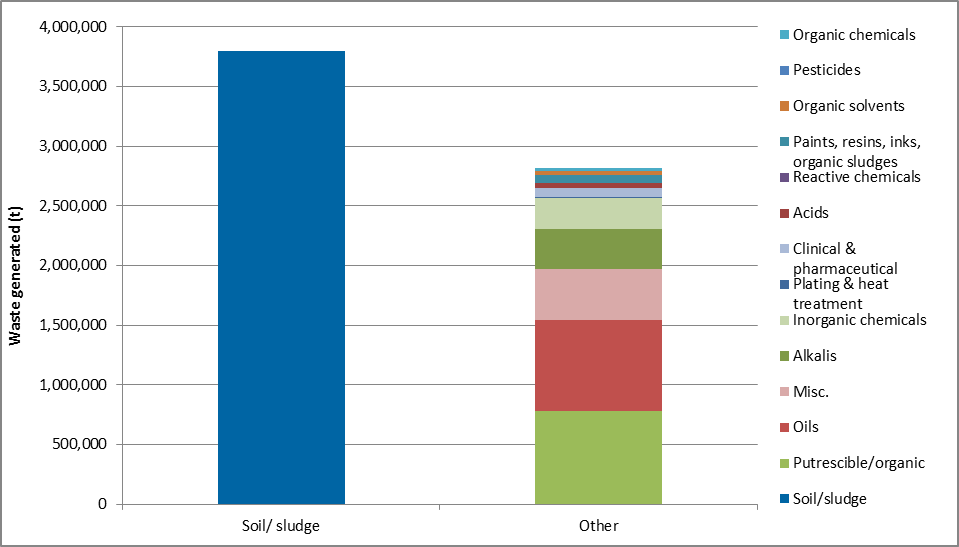 4,000,000
3,500,000
3,000,000
2,500,000
2,000,000
1,500,000
1,000,000
500,000
0
Waste generated (t)
Soil/ sludge
Other
Organic chemicals
Pesticides
Organic solvents
Paints, resins, inks,
organic sludges
Reactive chemicals
Acids
Clinical &
pharmaceutical
Plating & heat
treatment
Inorganic chemicals
Alkalis
Misc.
Oils
Putrescible/organic
Soil/sludge